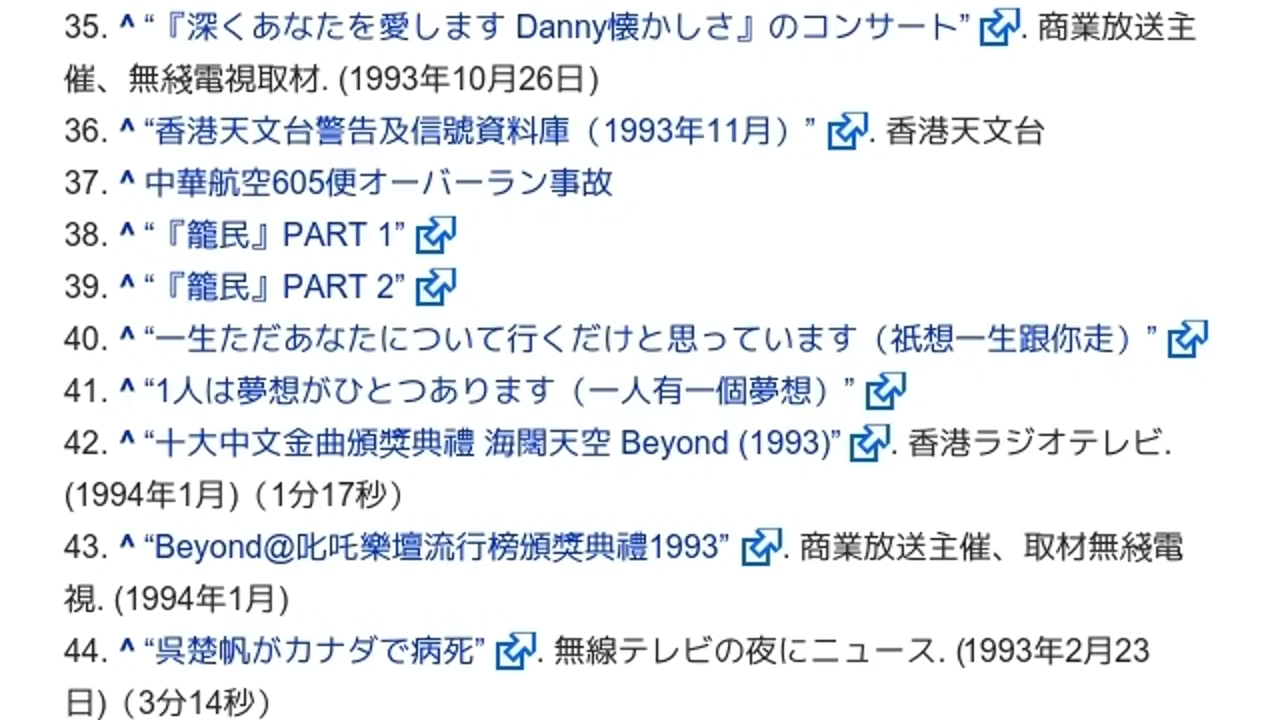 35. ^ “『深くあなたを愛します Danny懐かしさ』のコンサート” . 商業放送主
催、無綫電視取材. (1993年10月26日)
36. ^ “香港天文台警告及信號資料庫（1993年11月）” . 香港天文台
37. ^ 中華航空605便オーバーラン事故
38. ^ “『籠民』PART 1”
39. ^ “『籠民』PART 2”
40. ^ “一生ただあなたについて行くだけと思っています（祇想一生跟你走）”
41. ^ “1人は夢想がひとつあります（一人有一個夢想）”
42. ^ “十大中文金曲頒獎典禮 海闊天空 Beyond (1993)” . 香港ラジオテレビ.
(1994年1月)（1分17秒）
43. ^ “Beyond@叱吒樂壇流行榜頒獎典禮1993” . 商業放送主催、取材無綫電
視. (1994年1月)
44. ^ “呉楚帆がカナダで病死” . 無線テレビの夜にニュース. (1993年2月23
日)（3分14秒）